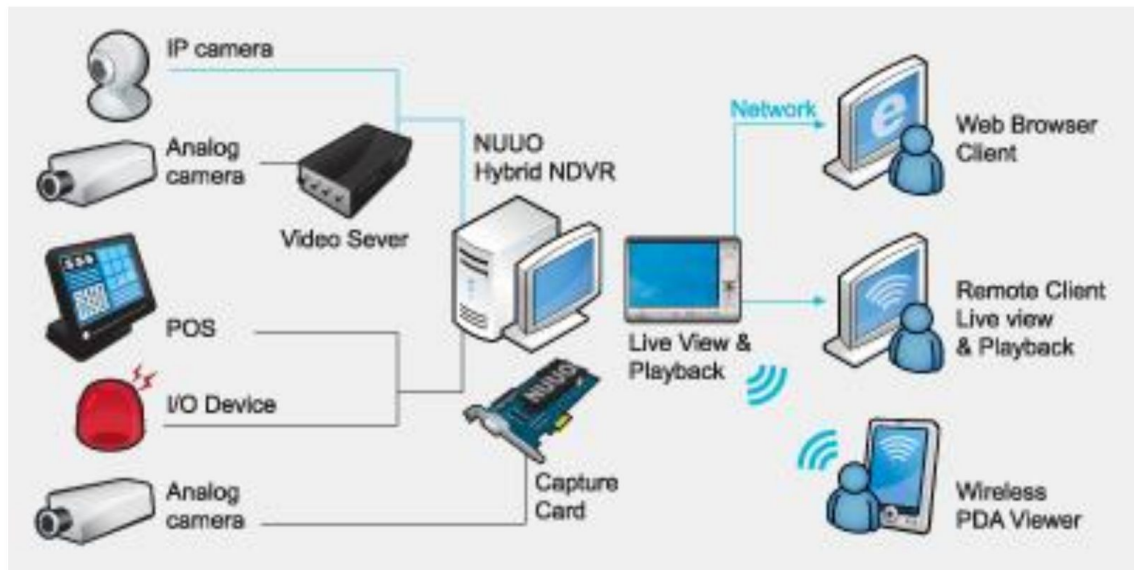 IP camera
Analog
camera
Video Sever
POS
I/O Device
Analog
camera
NUUO
Hybrid NDVR
NUUO
Capture
Card
Live View &
Playback
Network
e
Web Browser
Client
Remote Client
Live view
& Playback
Wireless
PDA Viewer